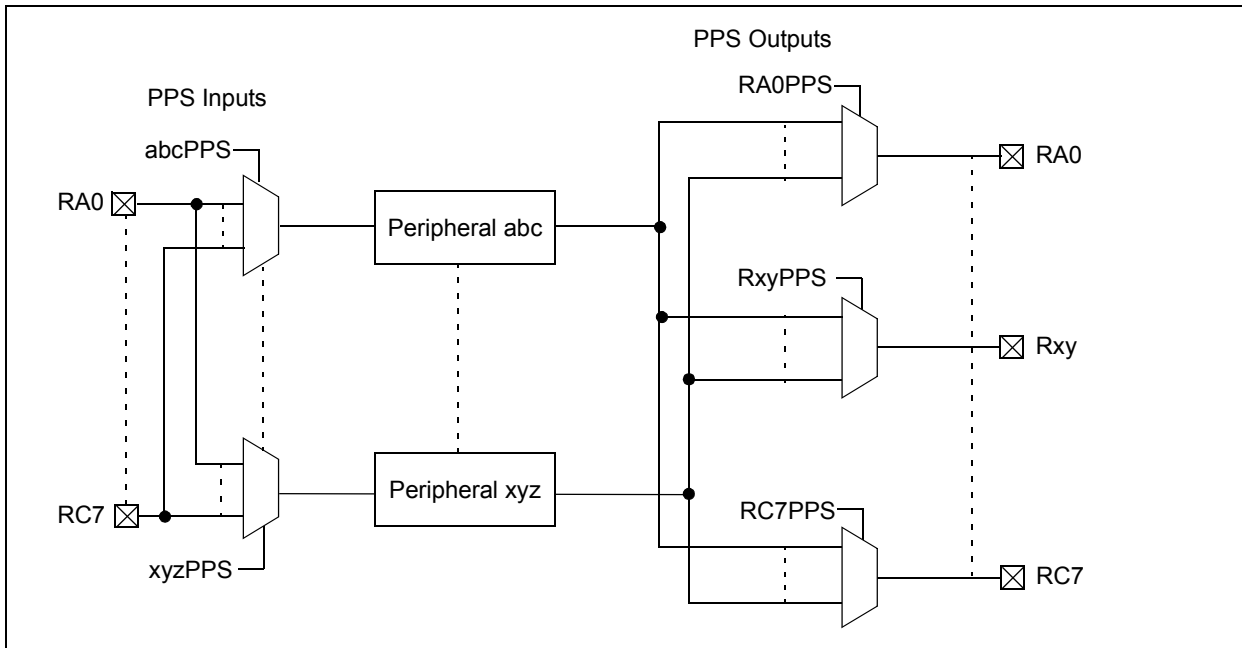 PPS Outputs
RA0PPS
PPS Inputs
abcPPS
RA0
RA0
Peripheral abc
RxyPPS
Rxy
Peripheral xyz
RC7
RC7PPS
xyzPPS
RC7